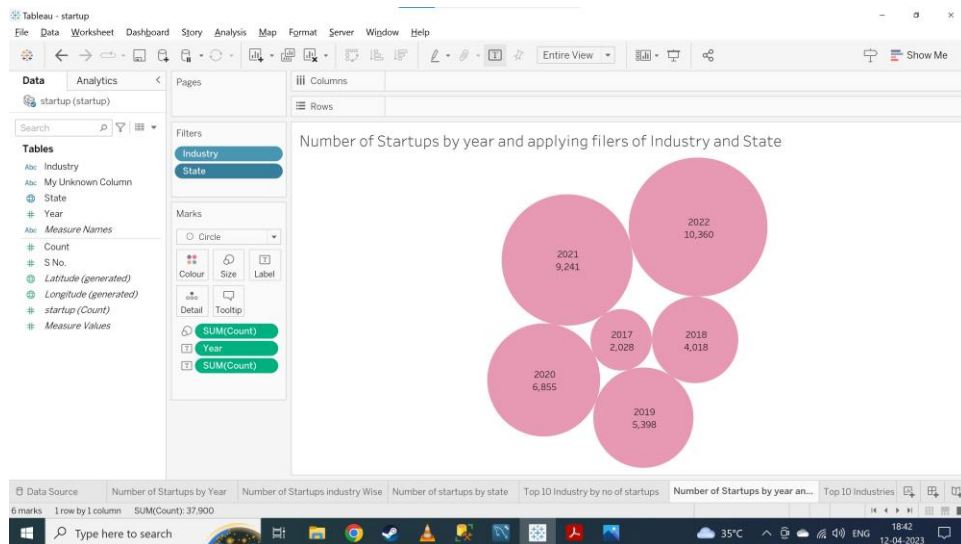 Tableau - startup
File Data Worksheet Dashboard Story Analysis Map Format Server Window Help
Entire View
Show Me
Data Analytics
startup (startup)
Search
Tables
Abc Industry
Abc My Unknown Column
State
# Year
Abc Measure Names
# Count
# S No.
Latitude (generated)
Longitude (generated)
# startup (Count)
# Measure Values
Pages
Filters
Industry
State
Marks
Circle
Colour Size Label
Detail Tooltip
SUM(Count)
Year
SUM(Count)
Columns
Rows
Number of Startups by year and applying filers of Industry and State
2022
10,360
2021
9,241
2017
2,028
2018
4,018
2020
6,855
2019
5,398
Data Source Number of Startups by Year Number of Startups industry Wise Number of startups by state Top 10 Industry by no of startups Number of Startups by year an... Top 10 Industries
6 marks 1 row by 1 column SUM(Count): 37,900
Type here to search
35°C ENG
18:42
12-04-2023